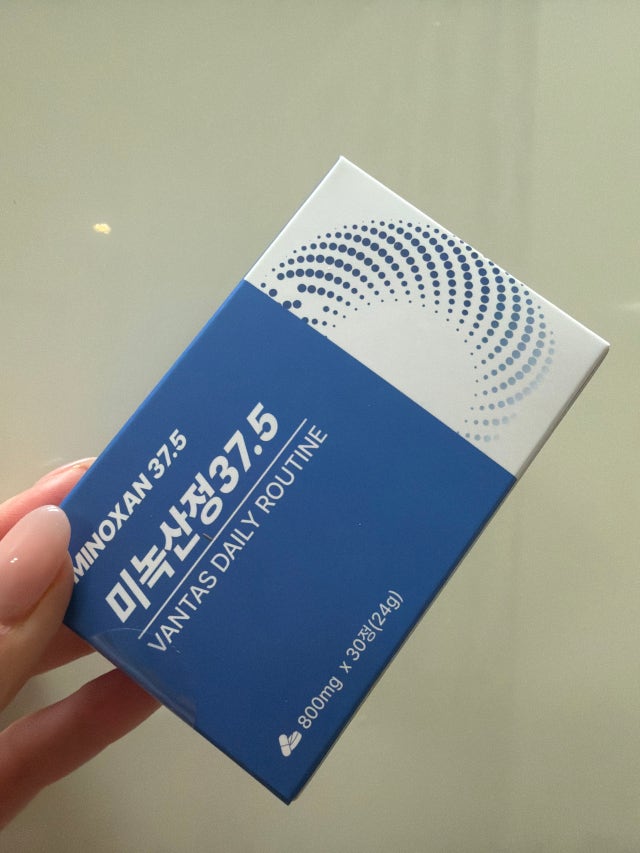 MINOXAN 37.5
미녹산정37.5
VANTAS DAILY ROUTINE
800mg x 30정(24g)